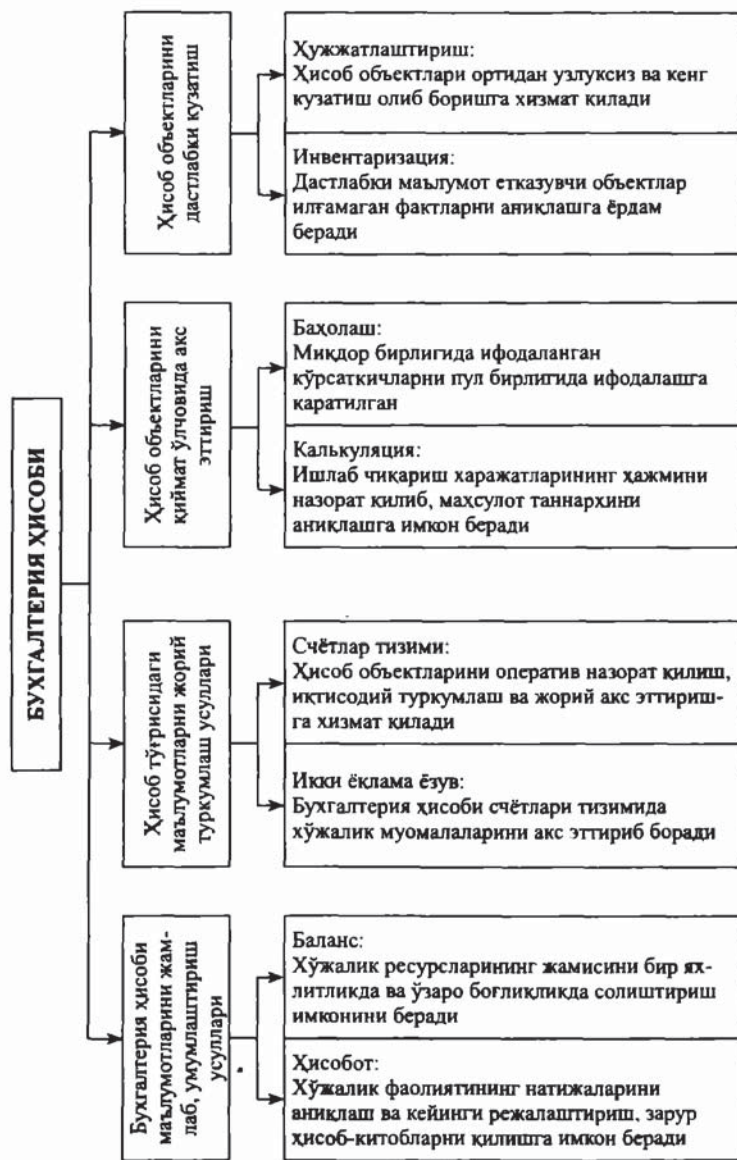 БУХГАЛТЕРИЯ ҲИСОБИ
Ҳисоб объектларини
дастлабки кузатиш
Ҳужжатлаштириш:
Ҳисоб объектлари ортидан узлуксиз ва кенг
кузатиш олиб боришга хизмат килади
Инвентаризация:
Дастлабки маълумот етказувчи объектлар
илғамаган фактларни аниклашга ёрдам
беради
Ҳисоб объектларини
қиймат ўлчовида акс
эттириш
Баҳолаш:
Микдор бирлигида ифодаланган
кўрсаткичларни пул бирлигида ифодалашга
каратилган
Калькуляция:
Ишлаб чиқариш харажатларининг ҳажмини
назорат килиб, маҳсулот таннархини
аниклашга имкон беради
Ҳисоб тўғрисидаги
маълумотларни жорий
туркумлаш усуллари
Счётлар тизими:
Ҳисоб объектларини оператив назорат қилиш,
иқтисодий туркумлаш ва жорий акс эттириш-
га хизмат қилади
Икки ёқлама ёзув:
Бухгалтерия ҳисоби счётлари тизимида
хўжалик муомалаларини акс эттириб боради
Бухгалтерия ҳисоби
маълумотларини жам-
лаб, умумлаштириш
усуллари
Баланс:
Хўжалик ресурсларининг жамисини бир ях-
литликда ва ўзаро боғлиқликда солиштириш
имконини беради
Ҳисобот:
Хўжалик фаолиятининг натижаларини
аниқлаш ва кейинги режалаштириш, зарур
ҳисоб-китобларни қилишга имкон беради